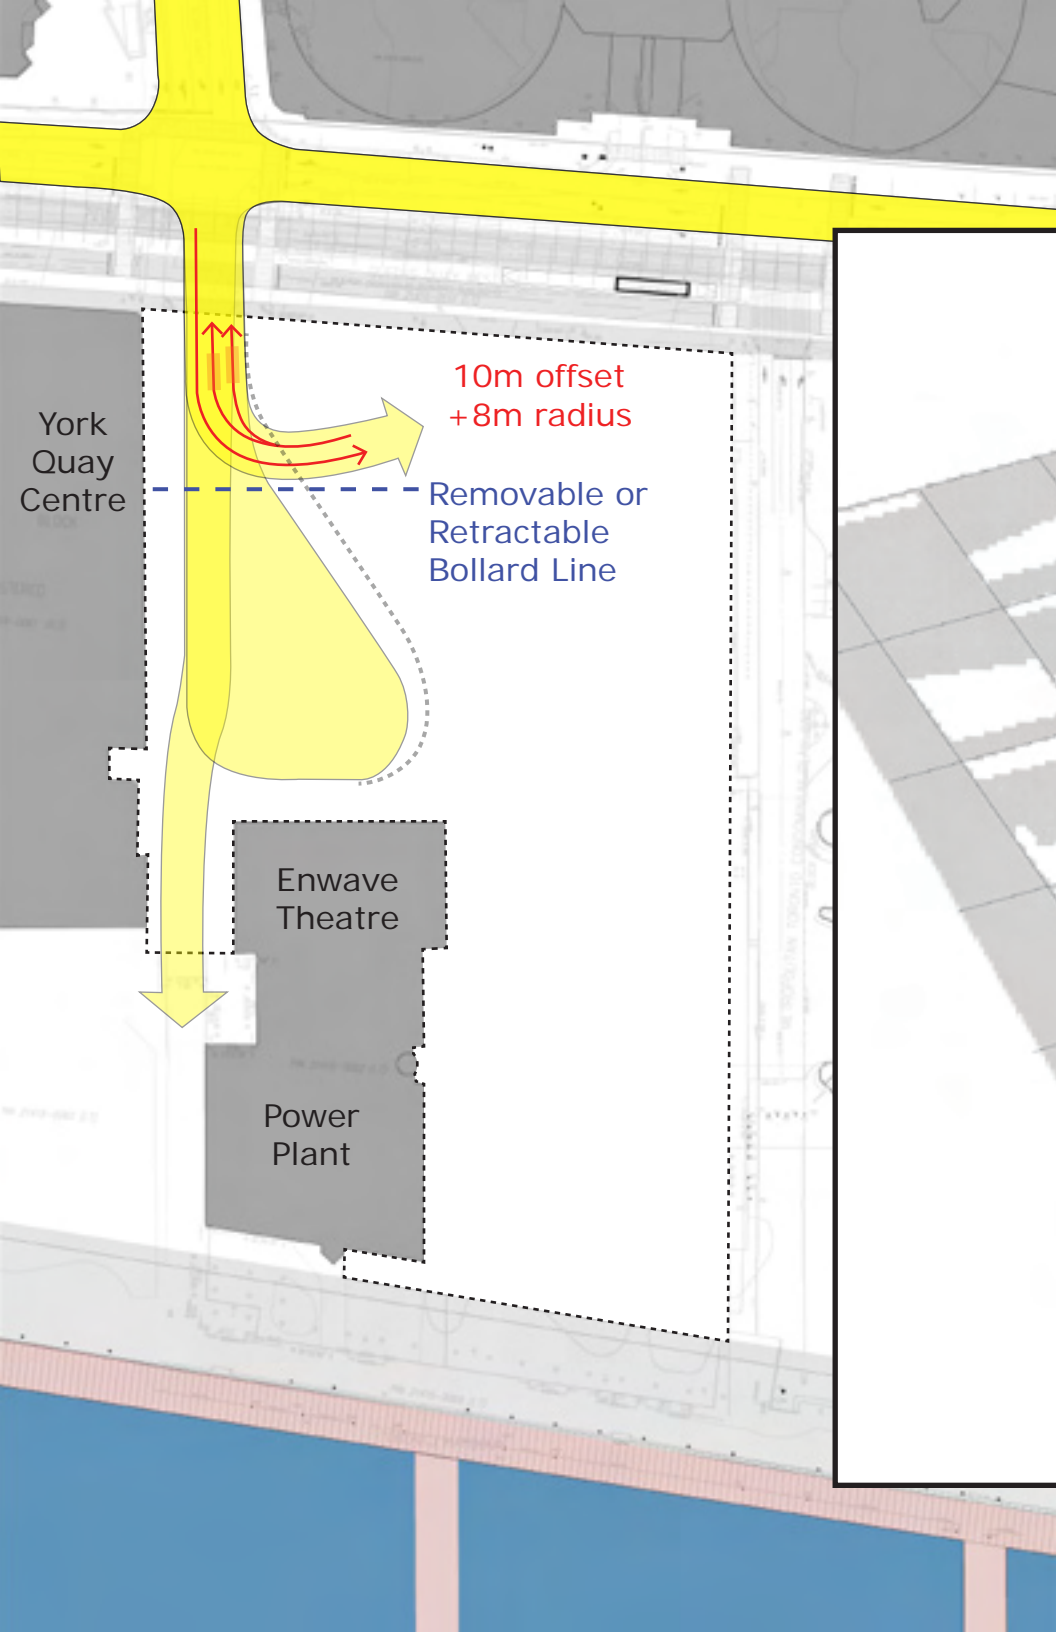 10m offset
+8m radius
York
Quay
Centre
Removable or
Retractable
Bollard Line
Enwave
Theatre
Power
Plant